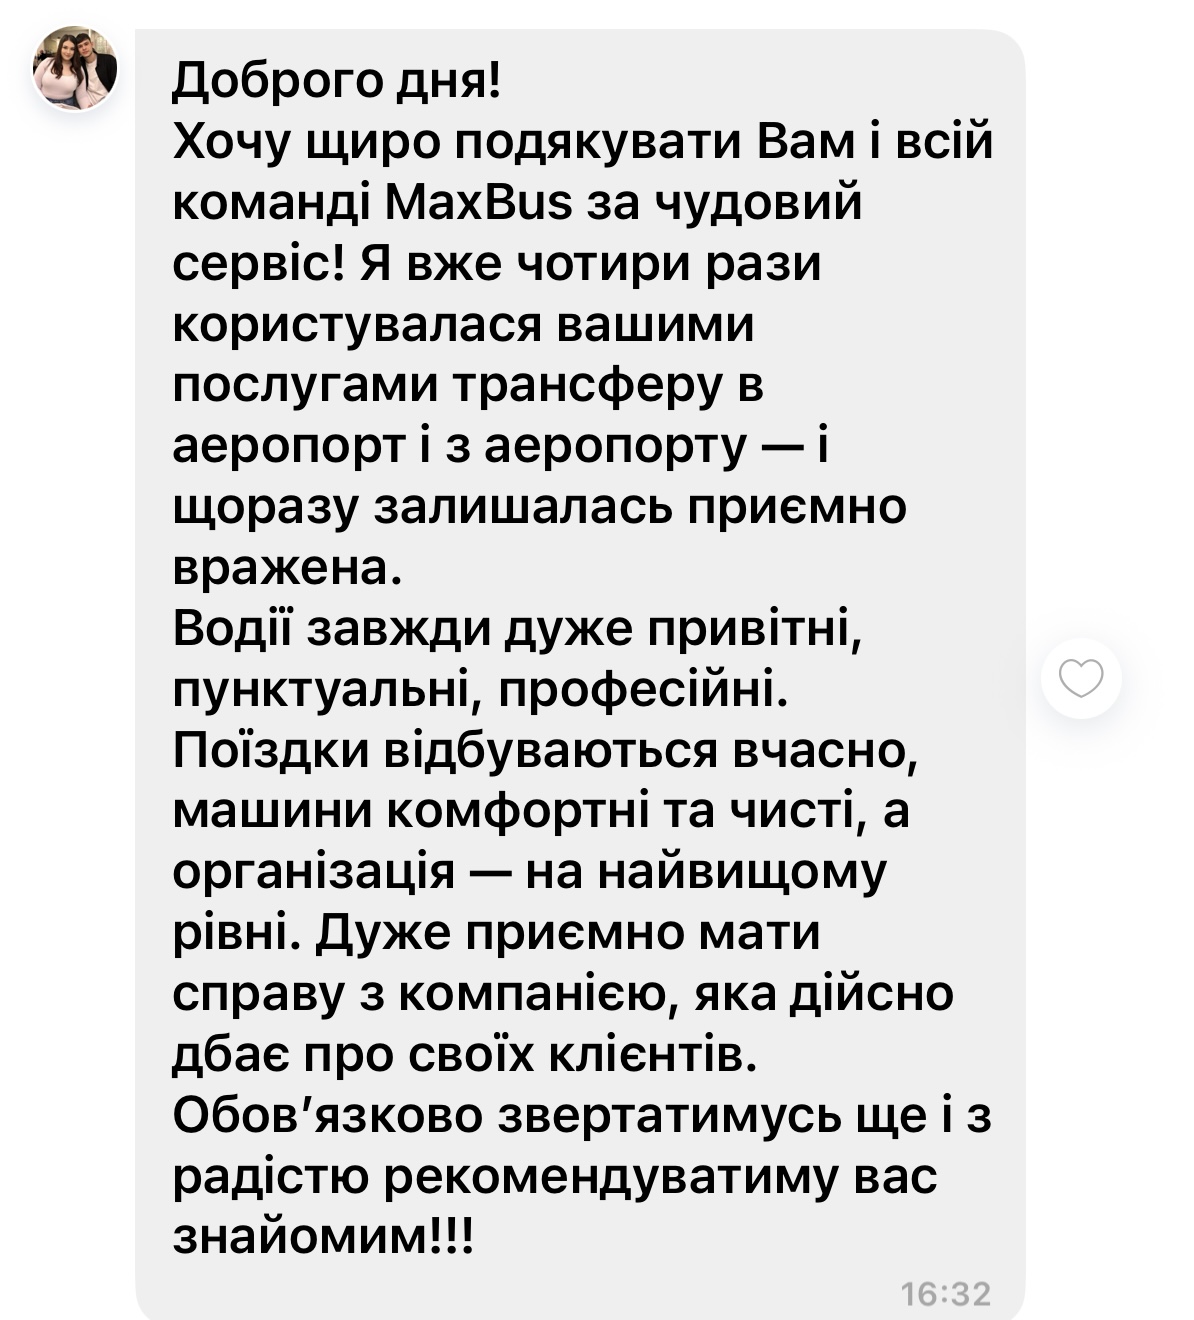 Доброго дня!
Хочу щиро подякувати Вам і всій
команді MaxBus за чудовий
сервіс! Я вже чотири рази
користувалася вашими
послугами трансферу в
аеропорт і з аеропорту — і
щоразу залишалась приємно
вражена.
Водії завжди дуже привітні,
пунктуальні, професійні.
Поїздки відбуваються вчасно,
машини комфортні та чисті, а
організація — на найвищому
рівні. Дуже приємно мати
справу з компанією, яка дійсно
дбає про своїх клієнтів.
Обов’язково звертатимусь ще і з
радістю рекомендуватиму вас
знайомим!!!
16:32